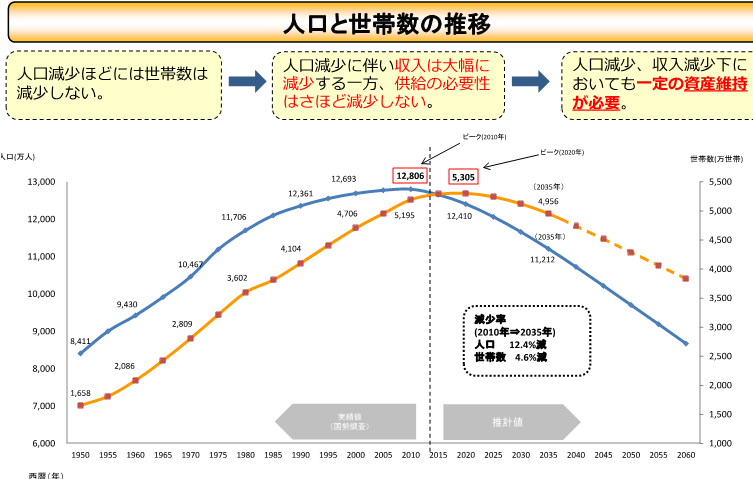 人口と世帯数の推移
人口減少ほどには世帯数は
減少しない。
人口減少に伴い収入は大幅に
減少する一方、供給の必要性
はさほど減少しない。
人口減少、収入減少下に
おいても一定の資産維持
が必要。
人口(万人)
ピーク(2010年)
ピーク(2020年)
世帯数(万世帯)
13,000
12,000
11,000
10,000
9,000
8,000
7,000
6,000
5,500
5,000
4,500
4,000
3,500
3,000
2,500
2,000
1,500
1,000
8,411
9,430
10,467
11,706
12,361
12,693
12,806
12,410
(2035年)
11,212
1,658
2,086
2,809
3,602
4,104
4,706
5,195
5,305
(2035年)
4,956
減少率
(2010年⇒2035年)
人口 12.4%減
世帯数 4.6%減
実績値
(国勢調査)
推計値
1950 1955 1960 1965 1970 1975 1980 1985 1990 1995 2000 2005 2010 2015 2020 2025 2030 2035 2040 2045 2050 2055 2060
西暦(年)